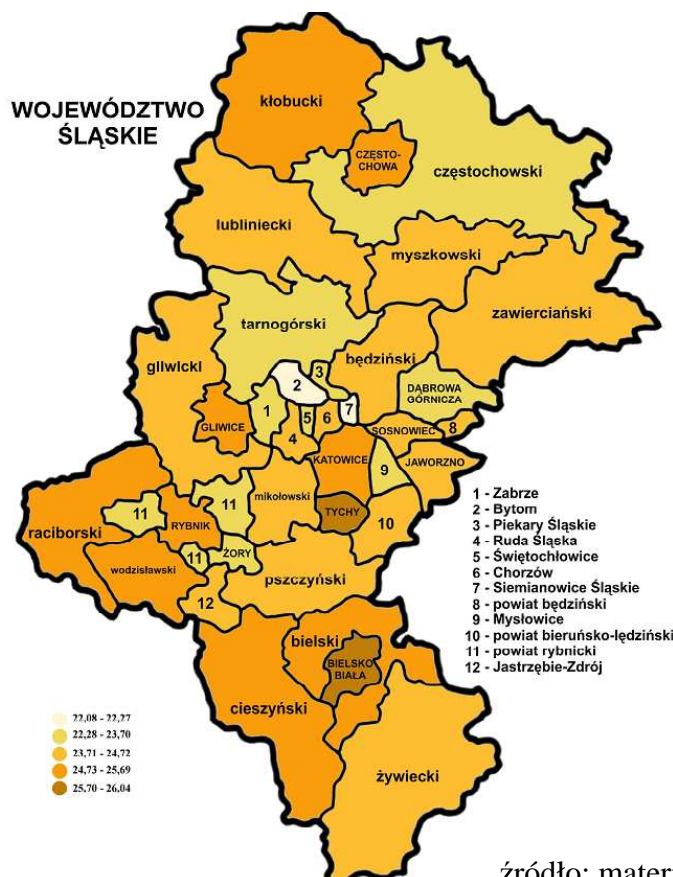 WOJEWÓDZTWO
ŚLĄSKIE
kłobucki
CZĘSTO-
CHOWA
częstochowski
lubliniecki
myszkowski
zawierciański
tarnogórski
będziński
gliwicki
DĄBROWA
GÓRNICZA
3
2
7
1
5
6
4
GLIWICE
SOSNOWIEC
8
KATOWICE
JAWORZNO
9
mikołowski
11
11
RYBNIK
raciborski
TYCHY
10
ŻORY
11
wodzisławski
pszczyński
12
bielski
BIELSKO
BIAŁA
cieszyński
żywiecki
1 - Zabrze
2 - Bytom
3 - Piekary Śląskie
4 - Ruda Śląska
5 - Świętochłowice
6 - Chorzów
7 - Siemianowice Śląskie
8 - powiat będziński
9 - Mysłowice
10 - powiat bieruńsko-lędziński
11 - powiat rybnicki
12 - Jastrzębie-Zdrój
22,08 - 22,27
22,28 - 23,70
23,71 - 24,72
24,73 - 25,69
25,70 - 26,04
źródło: mater